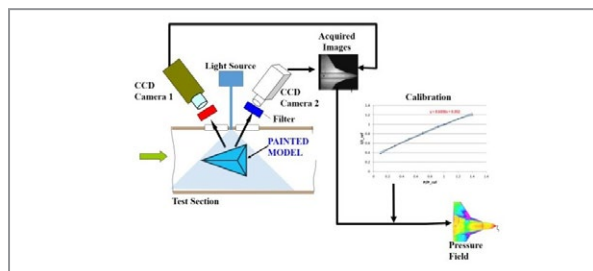 Acquired
Images
Light Source
CCD
Camera 1
CCD
Camera 2
Filter
Calibration
PAINTED
MODEL
Test Section
Pressure
Field